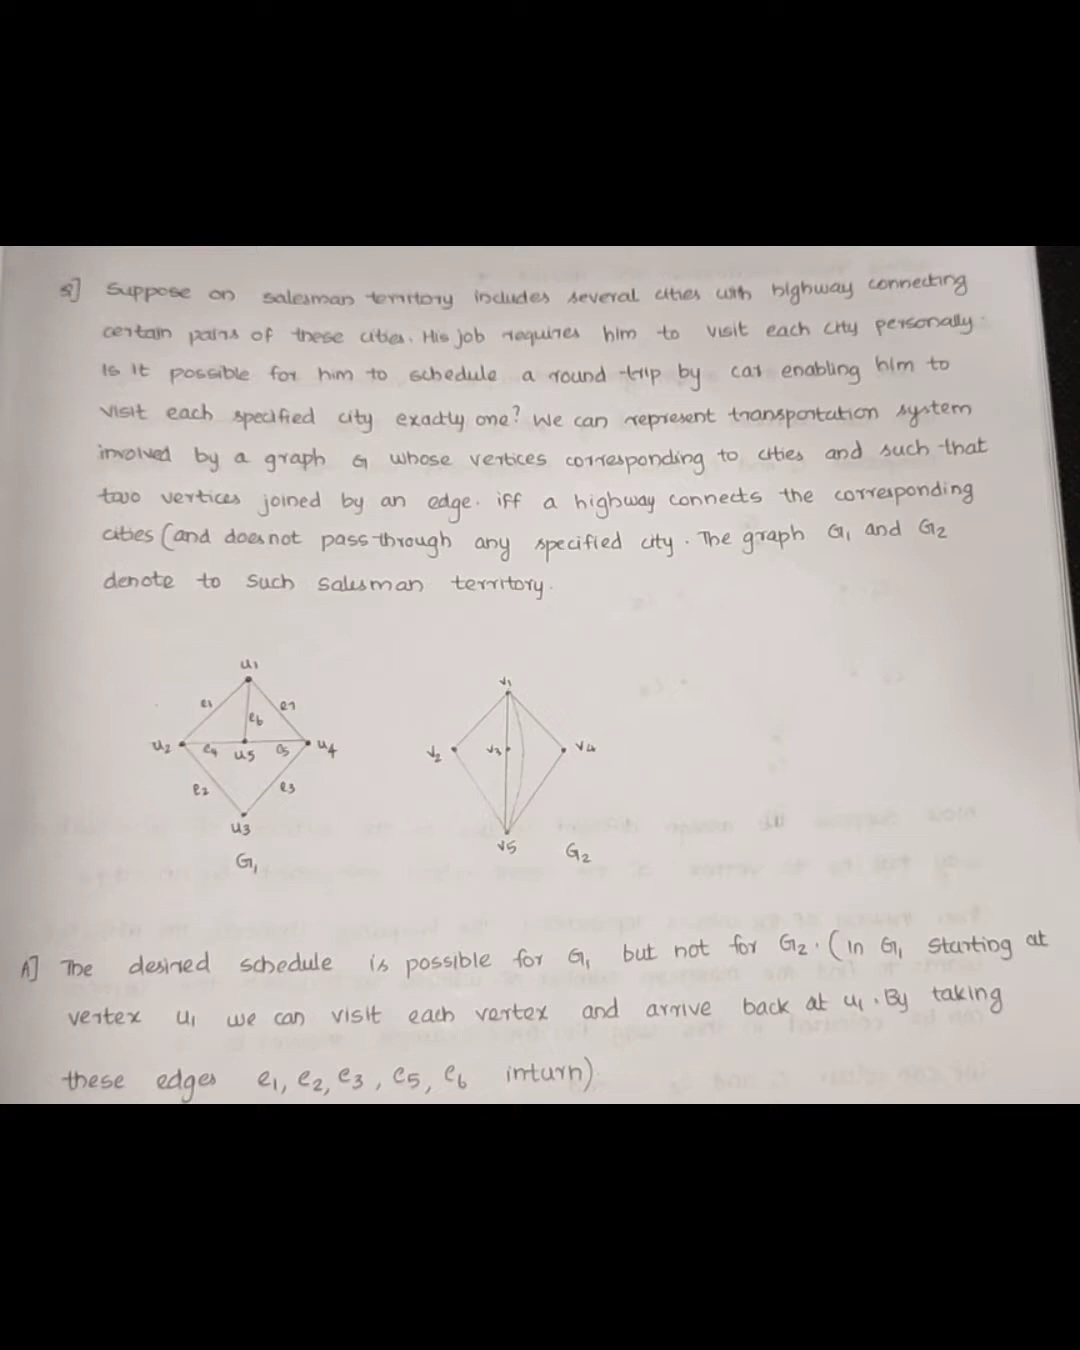 Q] Suppose on salesman territory includes several cities with highway connecting
certain pairs of these cities. His job requires him to visit each city personally.
Is it possible for him to schedule a round trip by car enabling him to
visit each specified city exactly one? We can represent transportation system
involved by a graph G whose vertices corresponding to cities and such that
two vertices joined by an edge. iff a highway connects the corresponding
cities (and does not pass through any specified city. The graph G₁ and G₂
denote to such salesman territory.
u₁
e₁ e₇
e₆
u₂ e₄ u₅ e₅ u₄
e₂ e₃
u₃
G₁
v₁
v₂ v₃ v₄
v₅
G₂
A] The desired schedule is possible for G₁ but not for G₂. (In G₁ starting at
vertex u₁ we can visit each vertex and arrive back at u₁. By taking
these edges e₁, e₂, e₃, e₅, e₆ inturn)